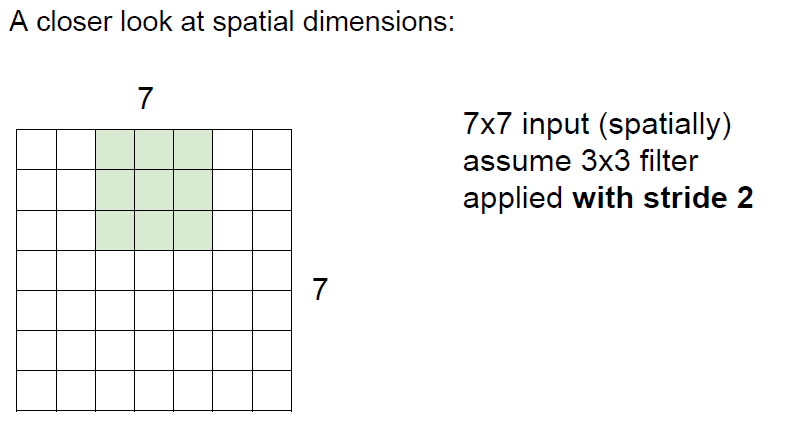 A closer look at spatial dimensions:
7
7x7 input (spatially)
assume 3x3 filter
applied with stride 2
7